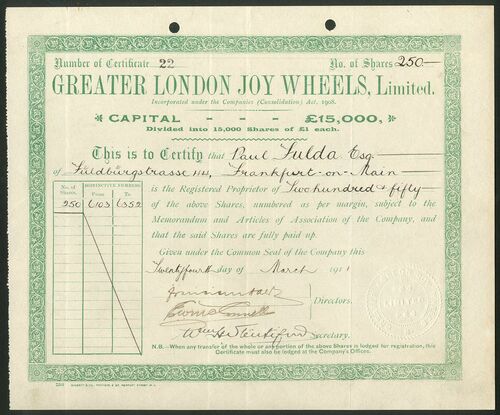 Number of Certificate 22 No. of Shares 250
GREATER LONDON JOY WHEELS, Limited.
Incorporated under the Companies (Consolidation) Act, 1908.
CAPITAL - - - £15,000,
Divided into 15,000 Shares of £1 each.
This is to Certify that Paul Fulda Esq.
of Fuldburgstrasse 144, Frankfurt-on-Main
is the Registered Proprietor of Two hundred & fifty
of the above Shares, numbered as per margin, subject to the
Memorandum and Articles of Association of the Company, and
that the said Shares are fully paid up.
No. of Shares. DISTINCTIVE NUMBERS
From To
250 6103 6352
Given under the Common Seal of the Company this
Twentyfourth day of March 1911
Directors.
Secretary.
N.B.—When any transfer of the whole or any portion of the above Shares is lodged for registration, this
Certificate must also be lodged at the Company's Offices.